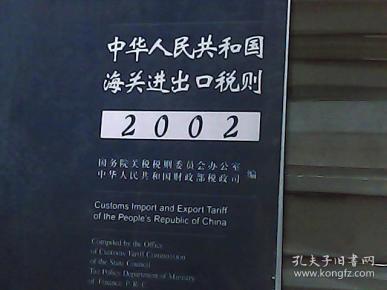 中华人民共和国
海关进出口税则
2002
国务院关税税则委员会办公室
中华人民共和国财政部税政司 编
Customs Import and Export Tariff
of the People's Republic of China
Compiled by the Office
of Customs Tariff Commission
of the State Council
Tax Policy Department of Ministry
of Finance, P. R. C.
孔夫子旧书网